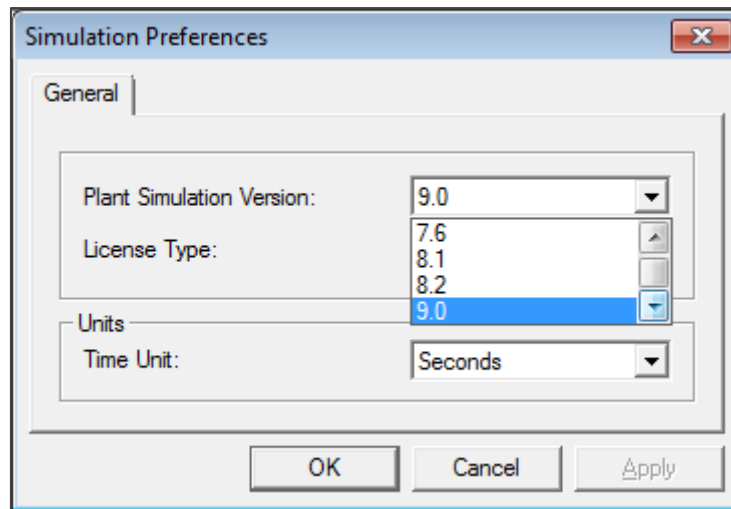 Simulation Preferences
General
Plant Simulation Version: 9.0
7.6
License Type:
8.1
8.2
9.0
Units
Time Unit: Seconds
OK Cancel Apply